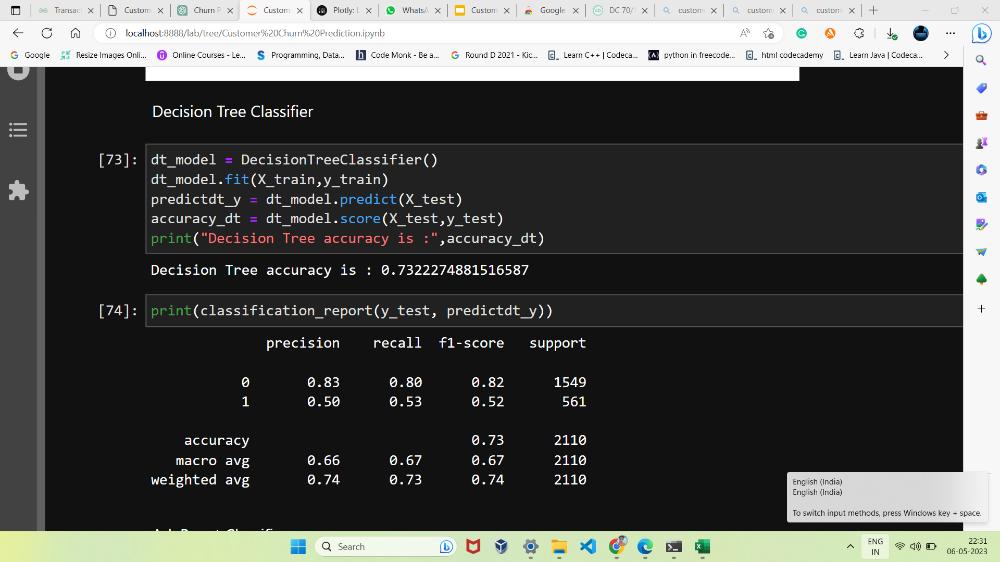 Transact
Custom
Churn P
Custom
Plotly: L
WhatsA
Custom
Google
DC 70/1
custome
custome
custome
localhost:8888/lab/tree/Customer%20Churn%20Prediction.ipynb
Google
Resize Images Onli...
Online Courses - Le...
Programming, Data...
Code Monk - Be a...
Round D 2021 - Kic...
Learn C++ | Codeca...
python in freecode...
html codecademy
Learn Java | Codeca...
Decision Tree Classifier
[73]:
dt_model = DecisionTreeClassifier()
dt_model.fit(X_train,y_train)
predictdt_y = dt_model.predict(X_test)
accuracy_dt = dt_model.score(X_test,y_test)
print("Decision Tree accuracy is :",accuracy_dt)
Decision Tree accuracy is : 0.7322274881516587
[74]:
print(classification_report(y_test, predictdt_y))
precision recall f1-score support
0 0.83 0.80 0.82 1549
1 0.50 0.53 0.52 561
accuracy 0.73 2110
macro avg 0.66 0.67 0.67 2110
weighted avg 0.74 0.73 0.74 2110
English (India)
English (India)
To switch input methods, press Windows key + space.
Search
ENG
IN
22:31
06-05-2023